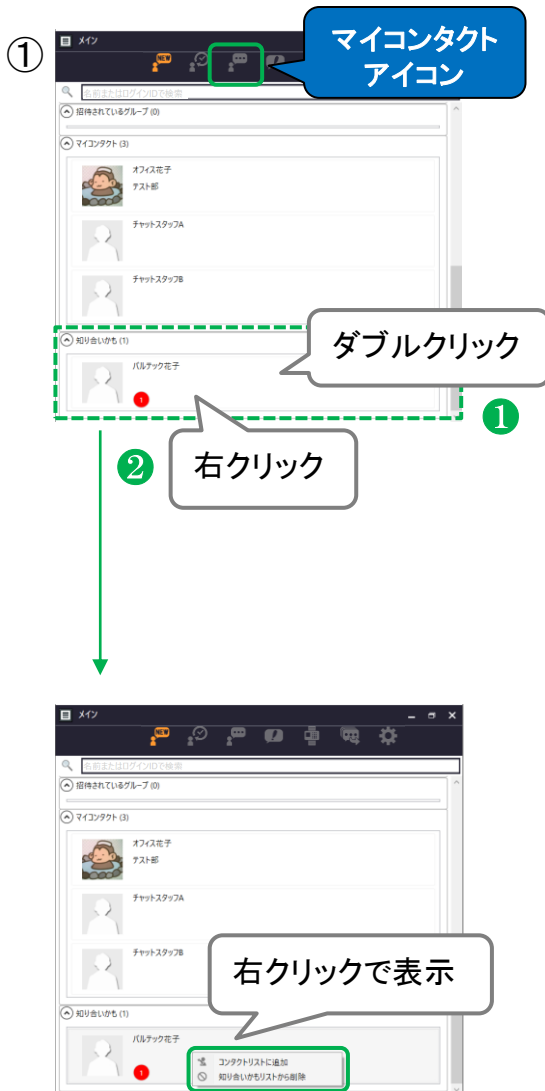 ①
メイン
マイコンタクト
アイコン
NEW
名前またはログインIDで検索
招待されているグループ (0)
マイコンタクト (3)
オフィス花子
テスト部
チャットスタッフA
チャットスタッフB
知り合いかも (1)
ダブルクリック
パルテック花子
1
❶
❷
右クリック
メイン
NEW
名前またはログインIDで検索
招待されているグループ (0)
マイコンタクト (3)
オフィス花子
テスト部
チャットスタッフA
チャットスタッフB
右クリックで表示
知り合いかも (1)
パルテック花子
1
コンタクトリストに追加
知り合いかもリストから削除